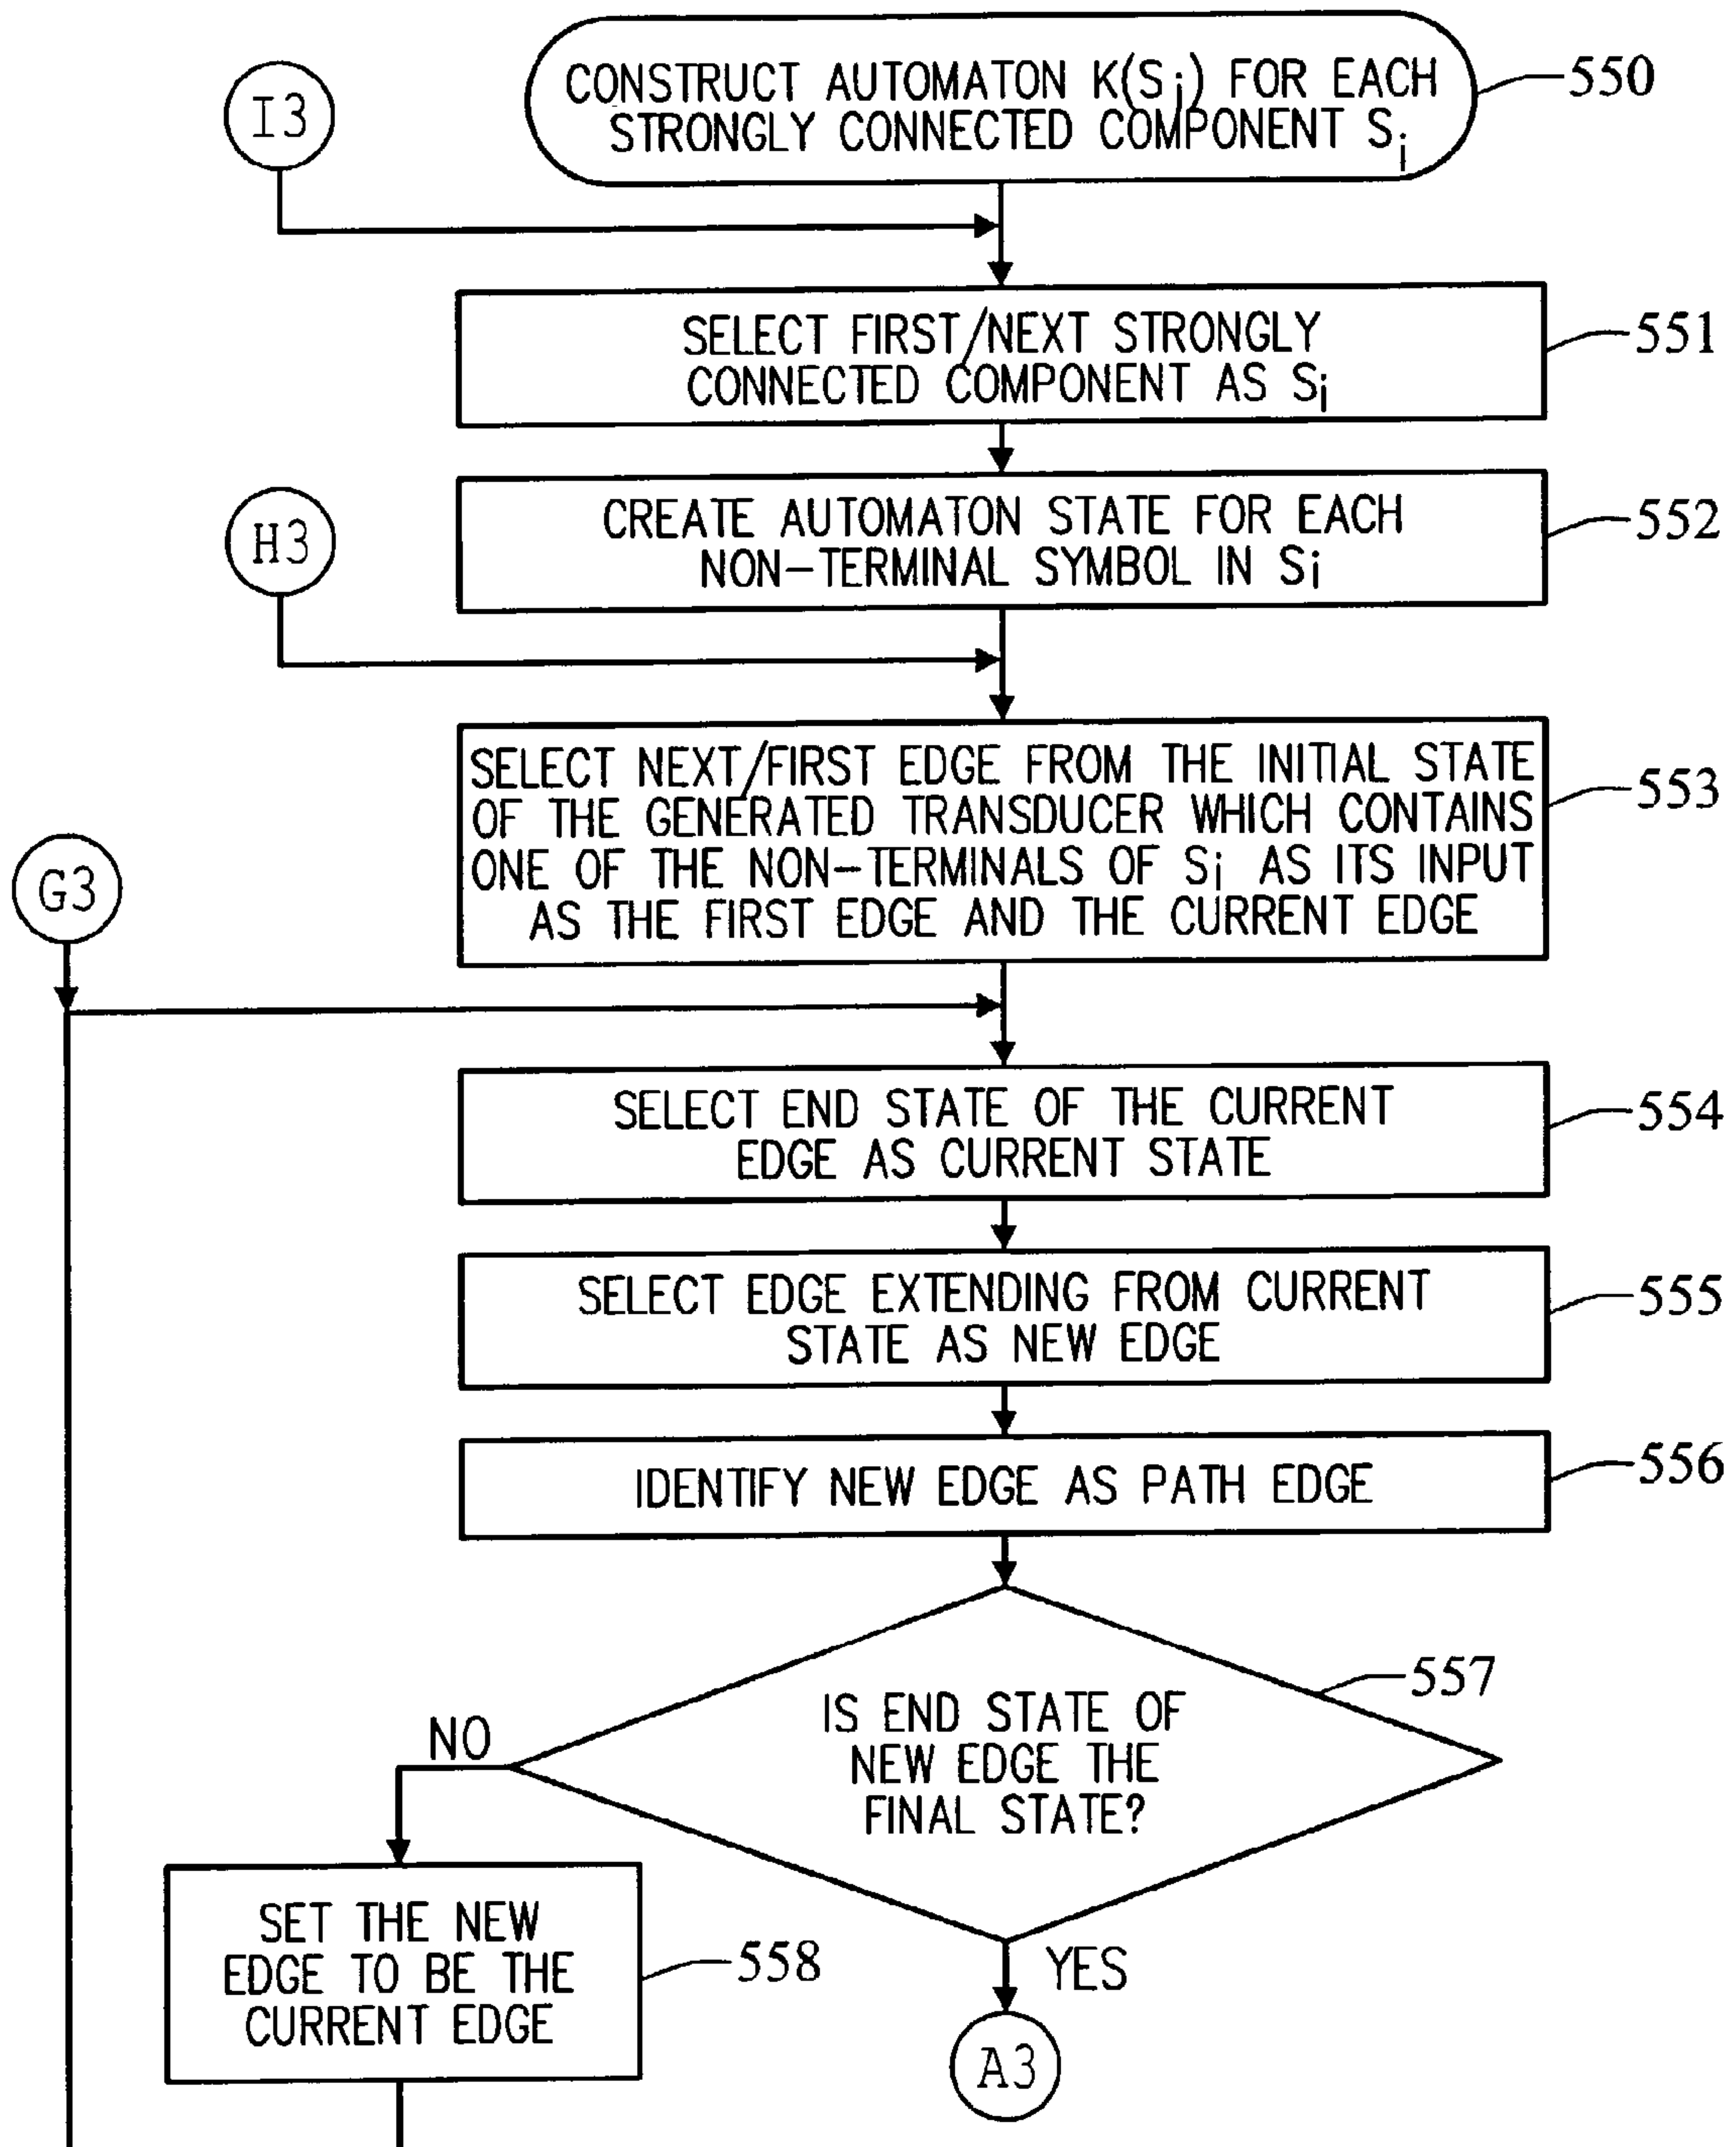 I3
CONSTRUCT AUTOMATON K(Si) FOR EACH
STRONGLY CONNECTED COMPONENT Si
550
SELECT FIRST/NEXT STRONGLY
CONNECTED COMPONENT AS Si
551
H3
CREATE AUTOMATON STATE FOR EACH
NON-TERMINAL SYMBOL IN Si
552
SELECT NEXT/FIRST EDGE FROM THE INITIAL STATE
OF THE GENERATED TRANSDUCER WHICH CONTAINS
ONE OF THE NON-TERMINALS OF Si AS ITS INPUT
AS THE FIRST EDGE AND THE CURRENT EDGE
553
G3
SELECT END STATE OF THE CURRENT
EDGE AS CURRENT STATE
554
SELECT EDGE EXTENDING FROM CURRENT
STATE AS NEW EDGE
555
IDENTIFY NEW EDGE AS PATH EDGE
556
IS END STATE OF
NEW EDGE THE
FINAL STATE?
557
NO
SET THE NEW
EDGE TO BE THE
CURRENT EDGE
558
YES
A3